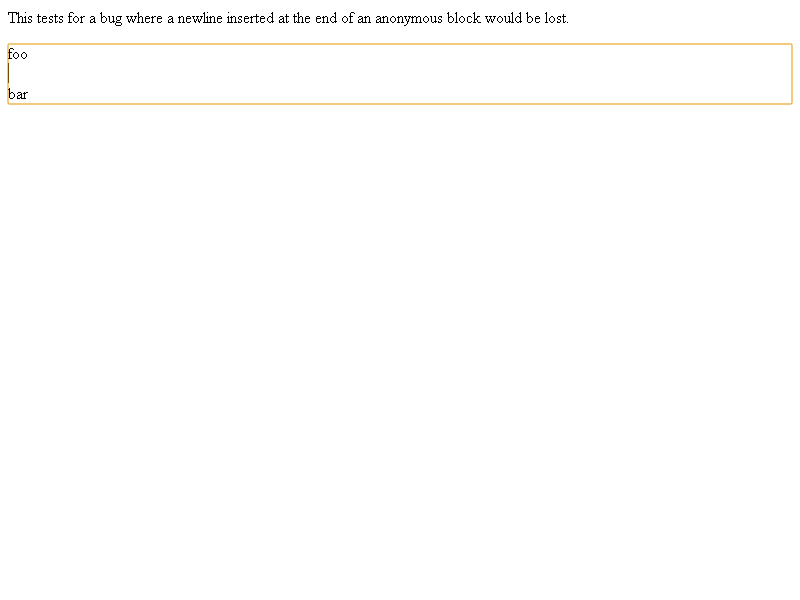 This tests for a bug where a newline inserted at the end of an anonymous block would be lost.
foo
bar